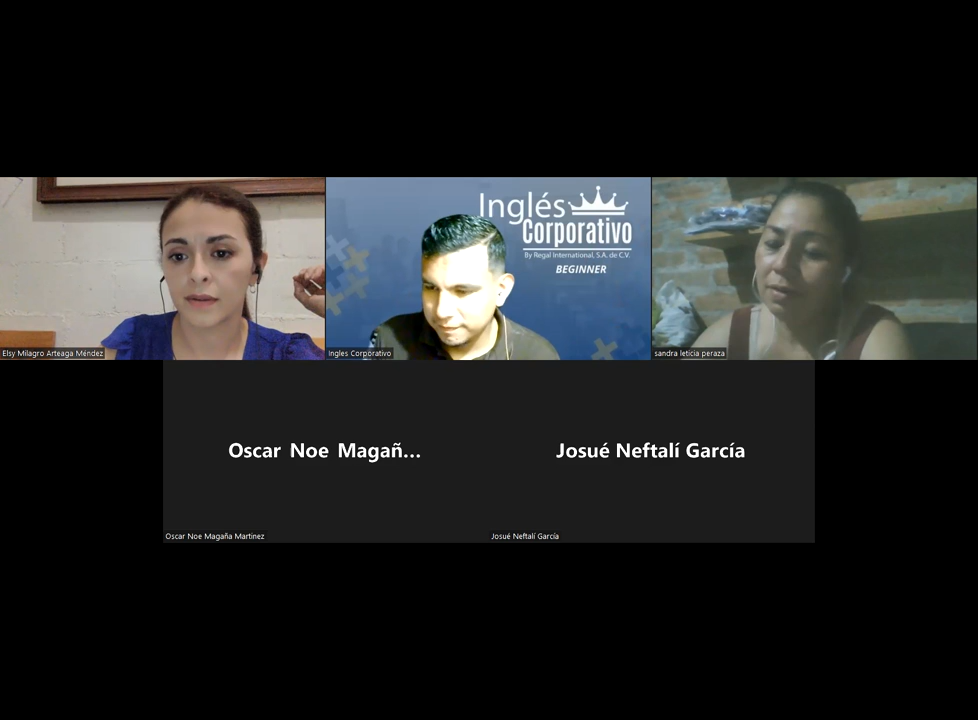 Inglés
Corporativo
By Regal International, S.A. de C.V.
BEGINNER
Elsy Milagro Arteaga Méndez
Ingles Corporativo
sandra leticia peraza
Oscar Noe Magañ...
Josué Neftalí García
Oscar Noe Magaña Martinez
Josué Neftalí García